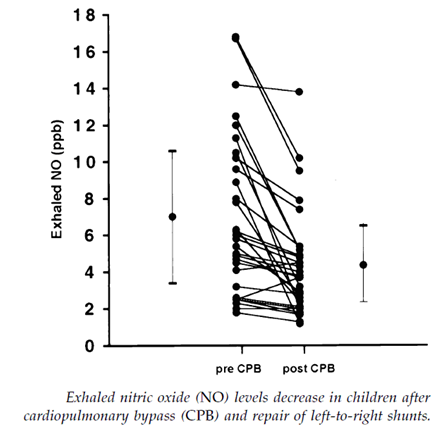 18
16
14
12
10
8
6
4
2
0
Exhaled NO (ppb)
pre CPB post CPB
Exhaled nitric oxide (NO) levels decrease in children after
cardiopulmonary bypass (CPB) and repair of left-to-right shunts.